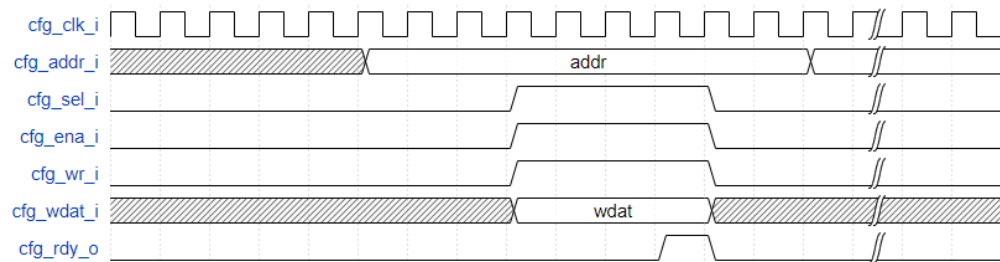 cfg_clk_i
cfg_addr_i addr
cfg_sel_i
cfg_ena_i
cfg_wr_i
cfg_wdat_i wdat
cfg_rdy_o